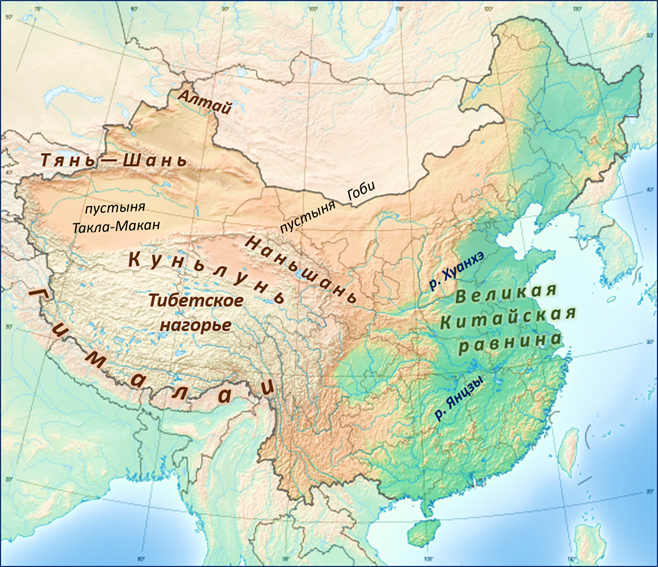 Алтай
Тянь—Шань
пустыня Гоби
пустыня
Такла-Макан
Наньшань
Куньлунь
р. Хуанхэ
Тибетское
нагорье
Великая
Китайская
равнина
Гималаи
р. Янцзы